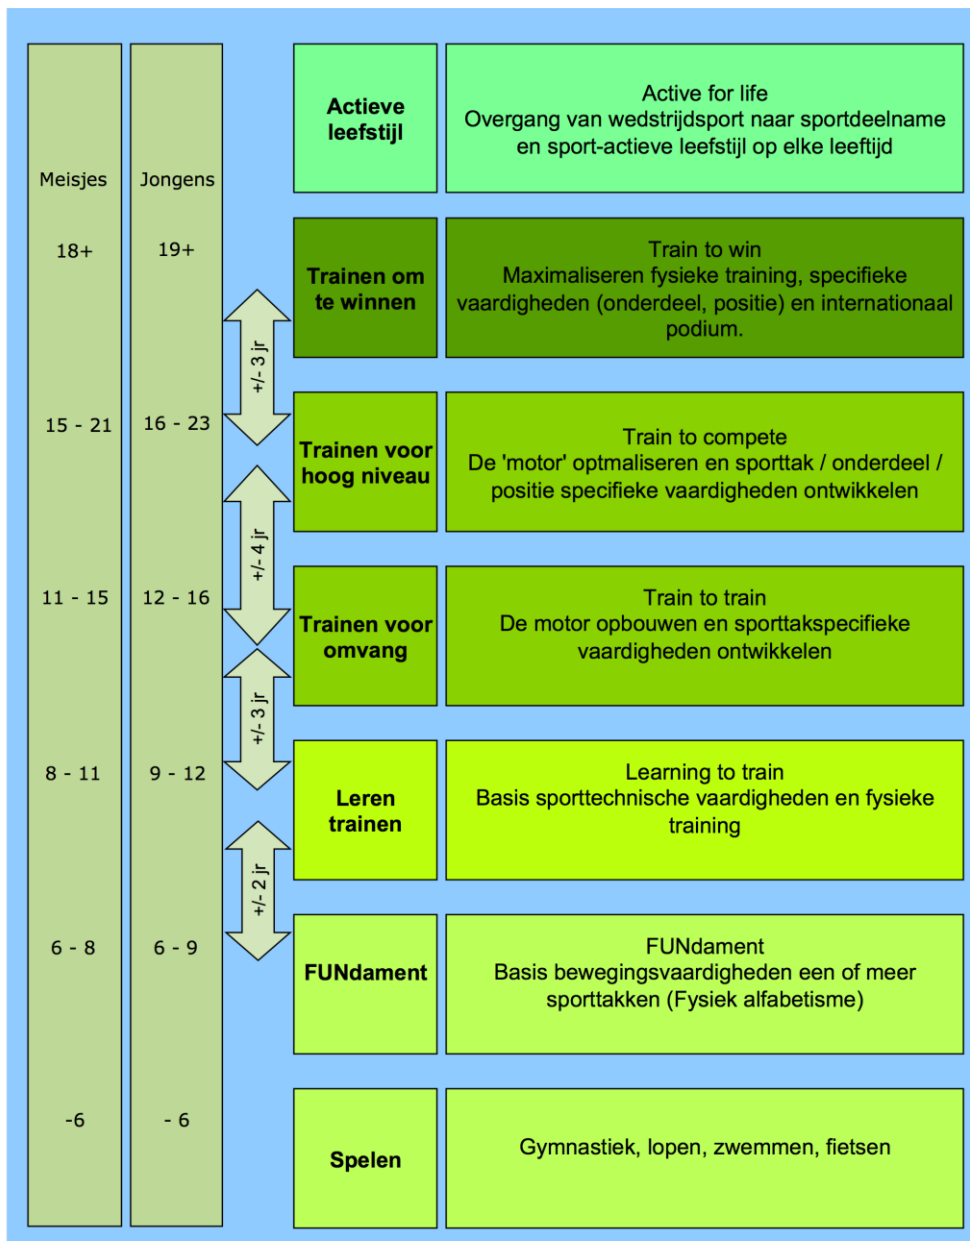 Meisjes
Jongens
18+
19+
15 - 21
16 - 23
11 - 15
12 - 16
8 - 11
9 - 12
6 - 8
6 - 9
-6
- 6
+/- 3 jr
+/- 4 jr
+/- 3 jr
+/- 2 jr
Actieve
leefstijl
Active for life
Overgang van wedstrijdsport naar sportdeelname
en sport-actieve leefstijl op elke leeftijd
Trainen om
te winnen
Train to win
Maximaliseren fysieke training, specifieke
vaardigheden (onderdeel, positie) en internationaal
podium.
Trainen voor
hoog niveau
Train to compete
De 'motor' optmaliseren en sporttak / onderdeel /
positie specifieke vaardigheden ontwikkelen
Trainen voor
omvang
Train to train
De motor opbouwen en sporttakspecifieke
vaardigheden ontwikkelen
Leren
trainen
Learning to train
Basis sporttechnische vaardigheden en fysieke
training
FUNdament
FUNdament
Basis bewegingsvaardigheden een of meer
sporttakken (Fysiek alfabetisme)
Spelen
Gymnastiek, lopen, zwemmen, fietsen